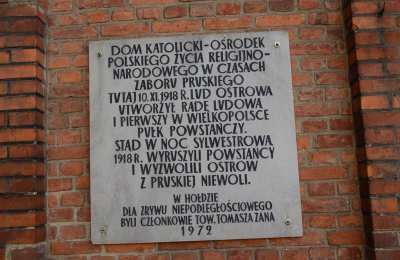 DOM KATOLICKI-OŚRODEK
POLSKIEGO ŻYCIA RELIGIJNO-
NARODOWEGO W CZASACH
ZABORU PRUSKIEGO
TUTAJ 10.XI.1918 R. LUD OSTROWA
UTWORZYŁ RADĘ LUDOWĄ
I PIERWSZY W WIELKOPOLSCE
PUŁK POWSTAŃCZY.
STĄD W NOC SYLWESTROWĄ
1918 R. WYRUSZYLI POWSTAŃCY
I WYZWOLILI OSTRÓW
Z PRUSKIEJ NIEWOLI.
W HOŁDZIE
DLA ZRYWU NIEPODLEGŁOŚCIOWEGO
BYLI CZŁONKOWIE TOW. TOMASZA ZANA
1972